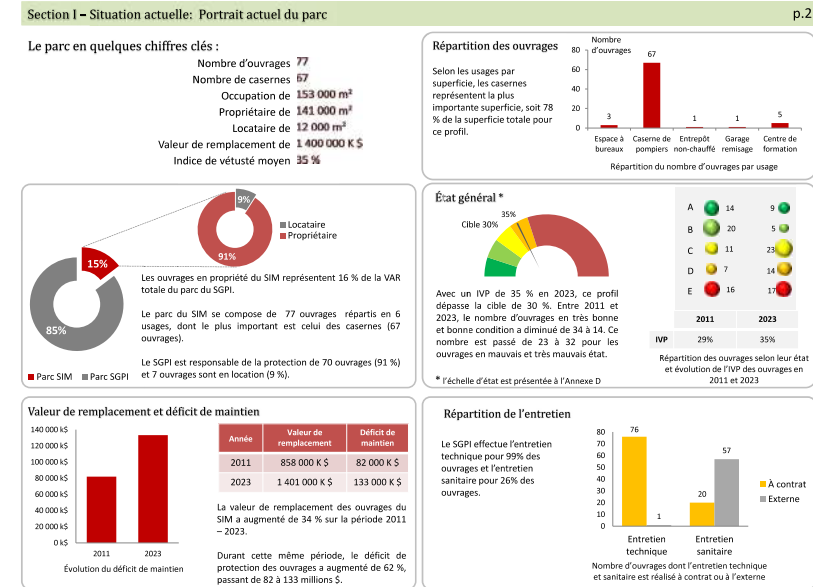 Section I – Situation actuelle: Portrait actuel du parc
p.2
Le parc en quelques chiffres clés :
Nombre d’ouvrages 77
Nombre de casernes 67
Occupation de 153 000 m²
Propriétaire de 141 000 m²
Locataire de 12 000 m²
Valeur de remplacement de 1 400 000 K $
Indice de vétusté moyen 35 %
Répartition des ouvrages
Selon les usages par
superficie, les casernes
représentent la plus
importante superficie, soit 78
% de la superficie totale pour
ce profil.
Nombre
d’ouvrages
80
60
40
20
0
3
67
1
1
5
Espace à
bureaux
Caserne de
pompiers
Entrepôt
non-chauffé
Garage
remisage
Centre de
formation
Répartition du nombre d’ouvrages par usage
9%
91%
Locataire
Propriétaire
15%
85%
Parc SIM
Parc SGPI
Les ouvrages en propriété du SIM représentent 16 % de la VAR
totale du parc du SGPI.
Le parc du SIM se compose de 77 ouvrages répartis en 6
usages, dont le plus important est celui des casernes (67
ouvrages).
Le SGPI est responsable de la protection de 70 ouvrages (91 %)
et 7 ouvrages sont en location (9 %).
État général *
35%
Cible 30%
Avec un IVP de 35 % en 2023, ce profil
dépasse la cible de 30 %. Entre 2011 et
2023, le nombre d’ouvrages en très bonne
et bonne condition a diminué de 34 à 14. Ce
nombre est passé de 23 à 32 pour les
ouvrages en mauvais et très mauvais état.
* l’échelle d’état est présentée à l’Annexe D
A 14 9
B 20 5
C 11 23
D 7 14
E 16 17
2011 2023
IVP 29% 35%
Répartition des ouvrages selon leur état
et évolution de l’IVP des ouvrages en
2011 et 2023
Valeur de remplacement et déficit de maintien
140 000 k$
120 000 k$
100 000 k$
80 000 k$
60 000 k$
40 000 k$
20 000 k$
0 k$
2011
2023
Évolution du déficit de maintien
Année
Valeur de
remplacement
Déficit de
maintien
2011 858 000 K $ 82 000 K $
2023 1 401 000 K $ 133 000 K $
La valeur de remplacement des ouvrages du
SIM a augmenté de 34 % sur la période 2011
– 2023.
Durant cette même période, le déficit de
protection des ouvrages a augmenté de 62 %,
passant de 82 à 133 millions $.
Répartition de l’entretien
Le SGPI effectue l’entretien
technique pour 99% des
ouvrages et l’entretien
sanitaire pour 26% des
ouvrages.
80
70
60
50
40
30
20
10
0
76
1
20
57
Entretien
technique
Entretien
sanitaire
À contrat
Externe
Nombre d’ouvrages dont l’entretien technique
et sanitaire est réalisé à contrat ou à l’externe